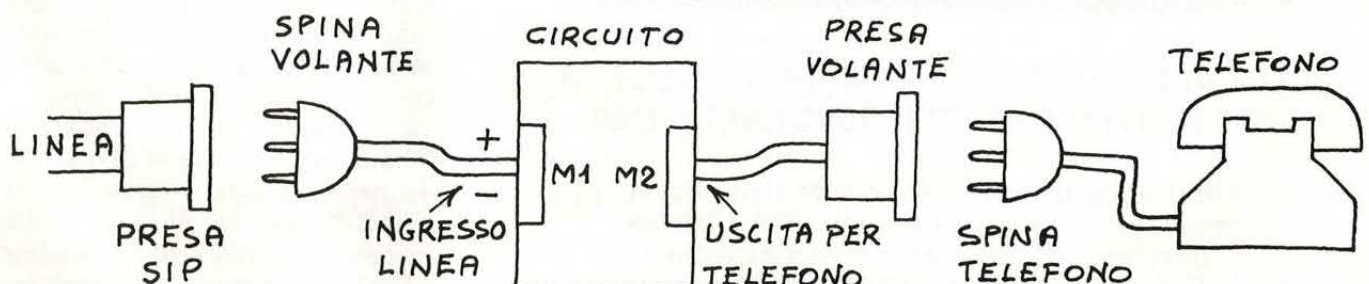 SPINA
VOLANTE
CIRCUITO
PRESA
VOLANTE
TELEFONO
LINEA
+
-
M1 M2
PRESA
SIP
INGRESSO
LINEA
USCITA PER
TELEFONO
SPINA
TELEFONO